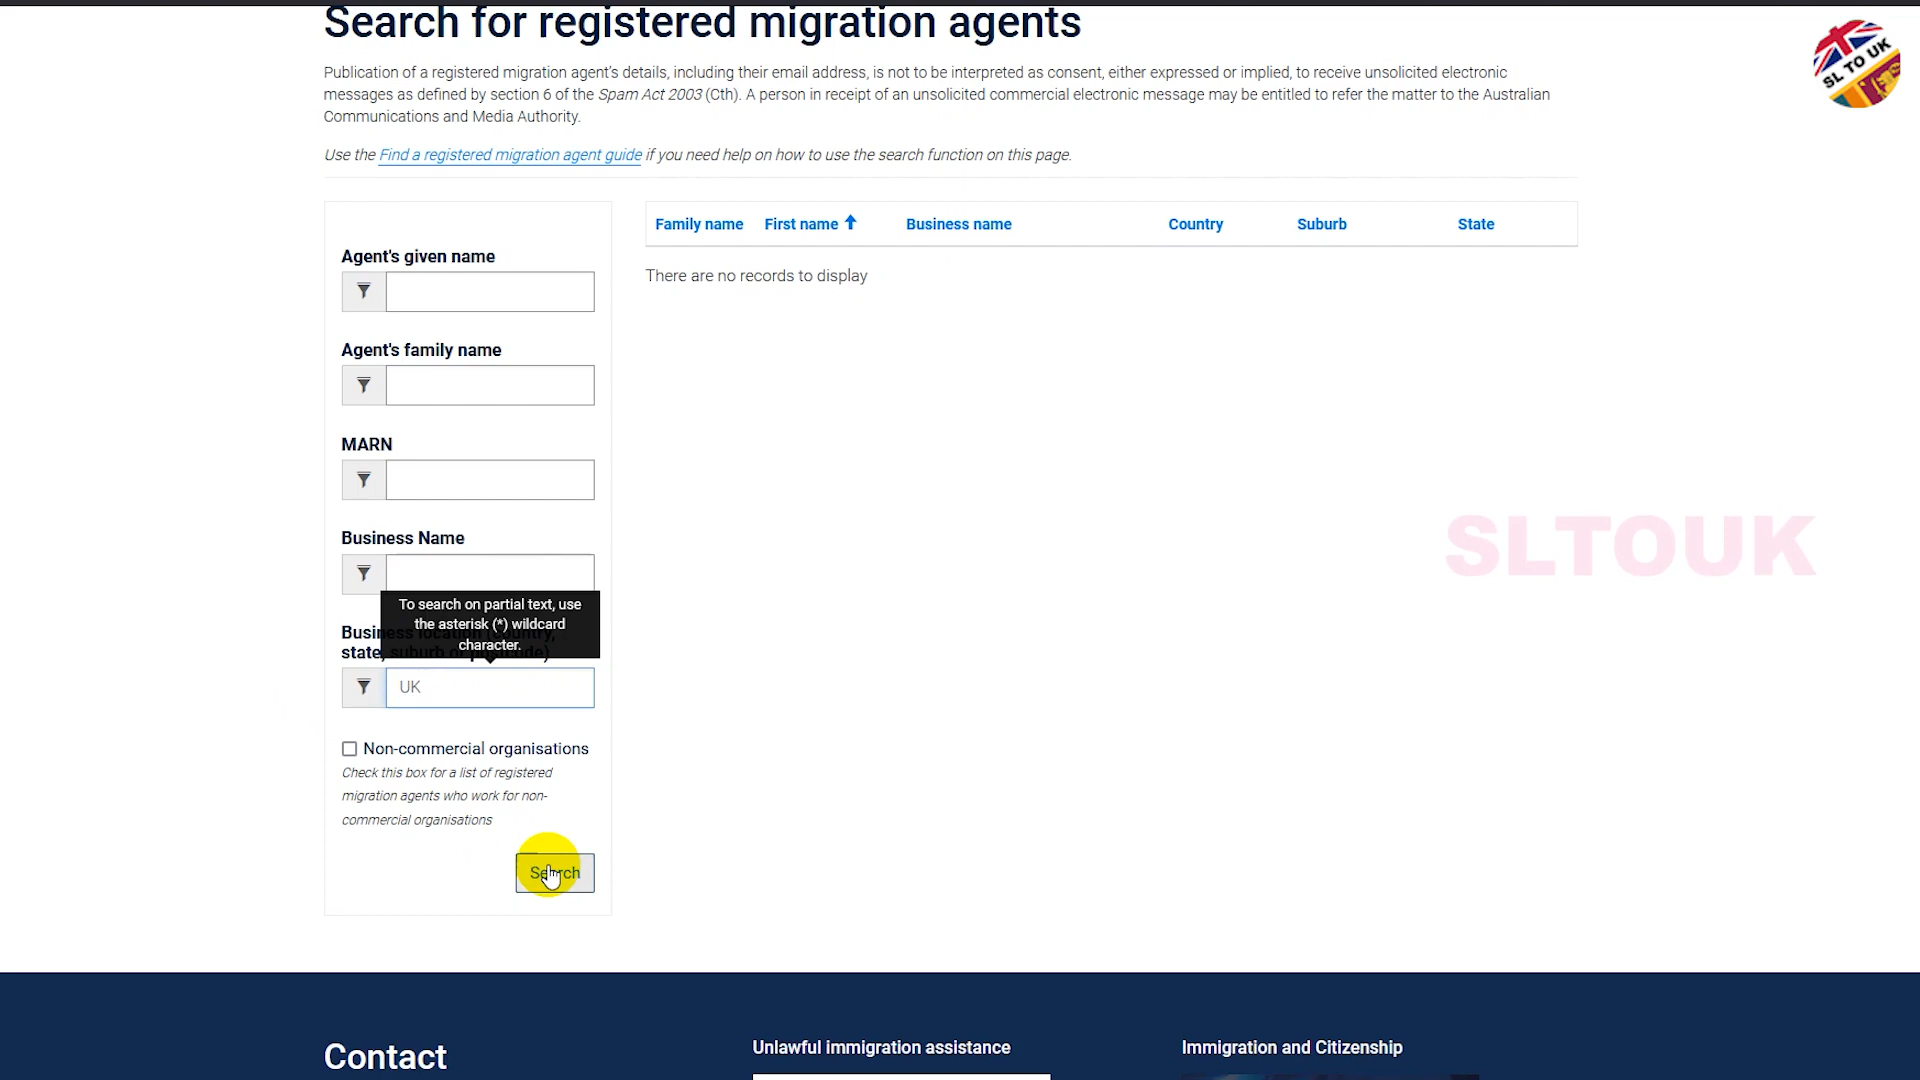 Search for registered migration agents
SL TO UK
Publication of a registered migration agent's details, including their email address, is not to be interpreted as consent, either expressed or implied, to receive unsolicited electronic
messages as defined by section 6 of the Spam Act 2003 (Cth). A person in receipt of an unsolicited commercial electronic message may be entitled to refer the matter to the Australian
Communications and Media Authority.
Use the Find a registered migration agent guide if you need help on how to use the search function on this page.
Family name First name Business name Country Suburb State
There are no records to display
Agent's given name
Agent's family name
MARN
Business Name
To search on partial text, use
the asterisk (*) wildcard
character.
Business location (country,
state, suburb or postcode)
UK
Non-commercial organisations
Check this box for a list of registered
migration agents who work for non-
commercial organisations
Search
SLTOUK
Contact
Unlawful immigration assistance
Immigration and Citizenship